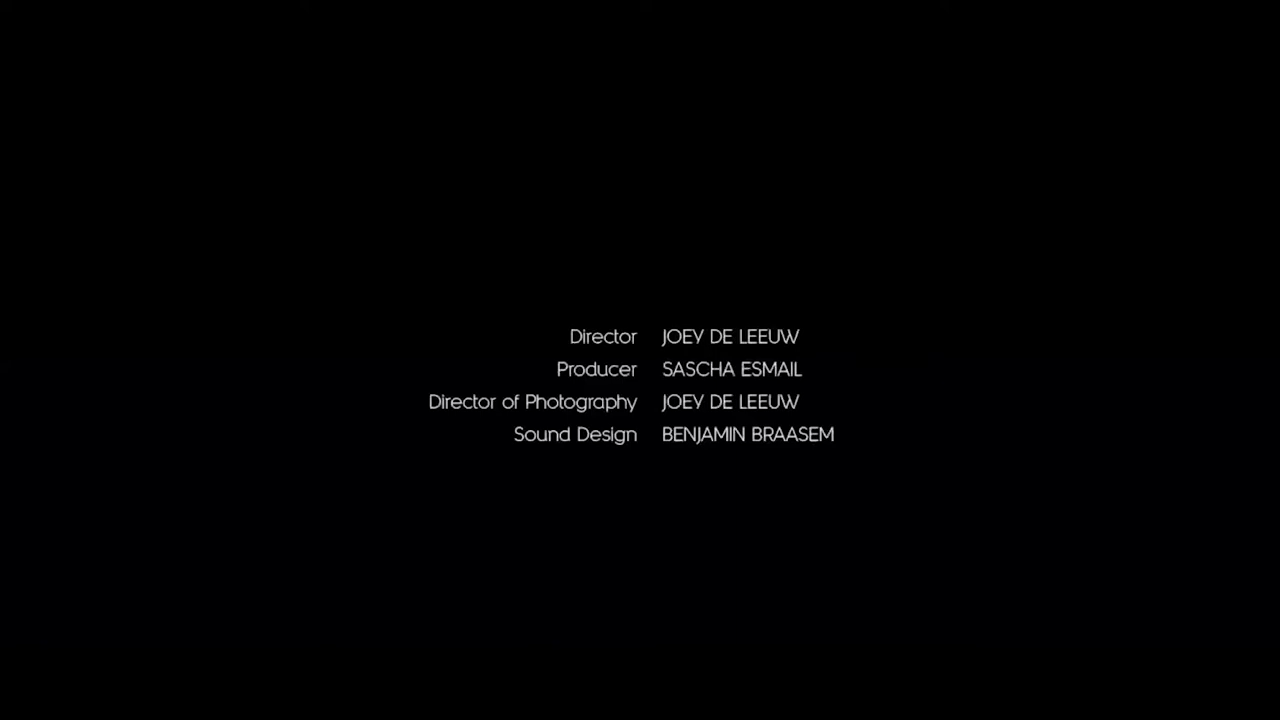 Director JOEY DE LEEUW
Producer SASCHA ESMAIL
Director of Photography JOEY DE LEEUW
Sound Design BENJAMIN BRAASEM